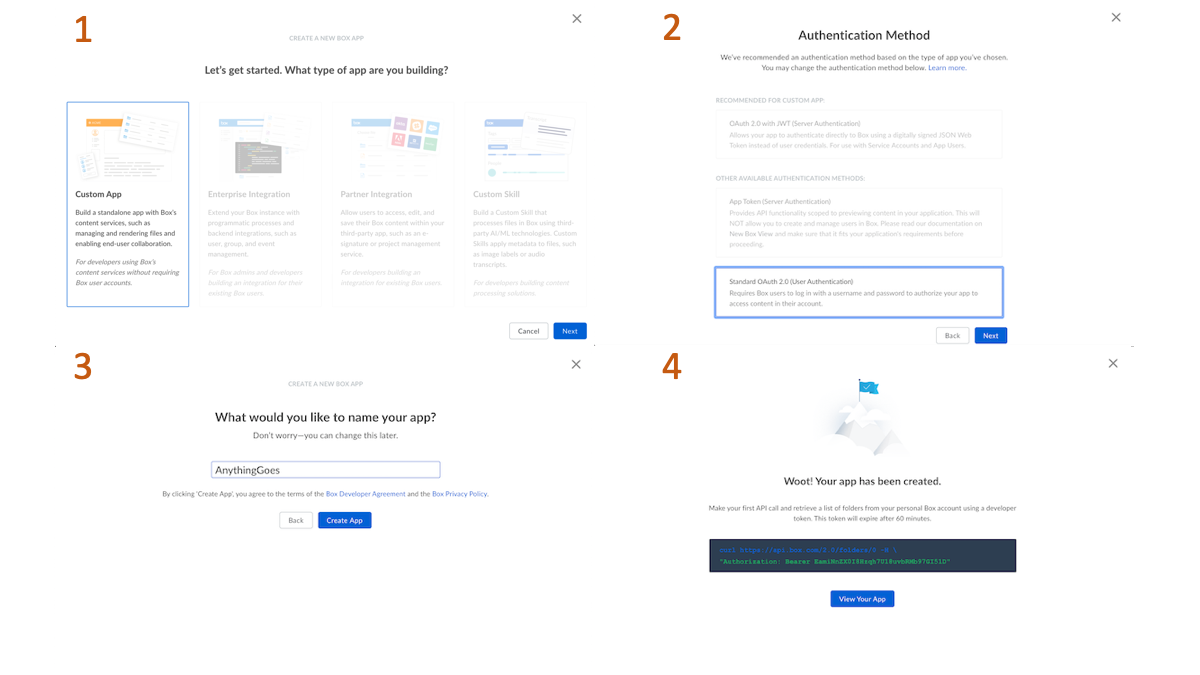 1
CREATE A NEW BOX APP
Let's get started. What type of app are you building?
Custom App
Build a standalone app with Box's
content services, such as
managing and rendering files and
enabling end-user collaboration.
For developers using Box's
content services without requiring
Box user accounts.
Enterprise Integration
Extend your Box instance with
programmatic processes and
backend integrations, such as
user, group, and event
management.
For Box admins and developers
building an integration for their
existing Box users.
Partner Integration
Allow users to access, edit, and
save their Box content within your
third-party app, such as an e-
signature or project management
service.
For developers building an
integration for existing Box users.
Custom Skill
Build a Custom Skill that
processes files in Box using third-
party AI/ML technologies. Custom
Skills apply metadata to files, such
as image labels or audio
transcripts.
For developers building content
processing solutions.
Cancel
Next
2
Authentication Method
We've recommended an authentication method based on the type of app you've chosen.
You may change the authentication method below. Learn more.
RECOMMENDED FOR CUSTOM APP:
OAuth 2.0 with JWT (Server Authentication)
Allows your app to authenticate directly to Box using a digitally signed JSON Web
Token instead of user credentials. For use with Service Accounts and App Users.
OTHER AVAILABLE AUTHENTICATION METHODS:
App Token (Server Authentication)
Provides API functionality scoped to previewing content in your application. This will
NOT allow you to create and manage users in Box. Please read our documentation on
New Box View and make sure that it fits your application's requirements before
proceeding.
Standard OAuth 2.0 (User Authentication)
Requires Box users to log in with a username and password to authorize your app to
access content in their account.
Back
Next
3
CREATE A NEW BOX APP
What would you like to name your app?
Don't worry—you can change this later.
AnythingGoes
By clicking 'Create App', you agree to the terms of the Box Developer Agreement and the Box Privacy Policy.
Back
Create App
4
Woot! Your app has been created.
Make your first API call and retrieve a list of folders from your personal Box account using a developer
token. This token will expire after 60 minutes.
curl https://api.box.com/2.0/folders/0 -H \
"Authorization: Bearer
View Your App